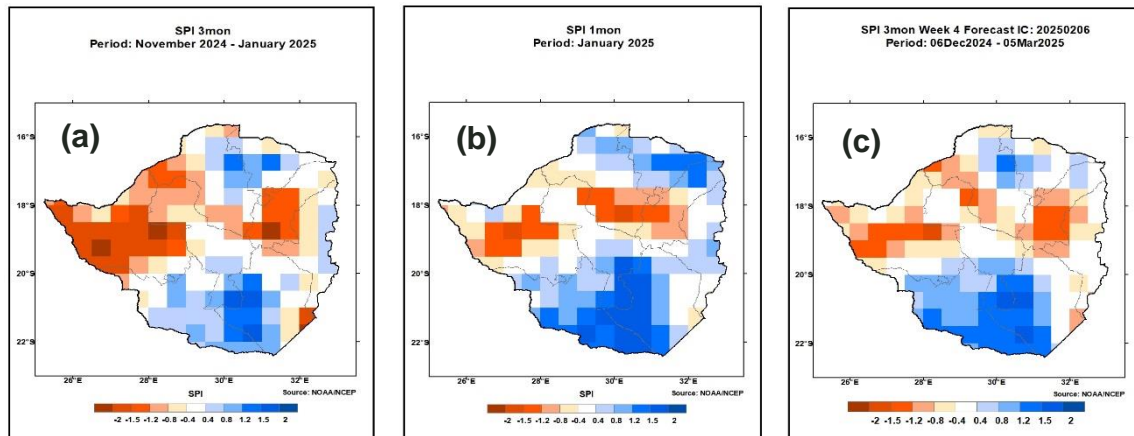 SPI 3mon
Period: November 2024 - January 2025
(a)
16°S
18°S
20°S
22°S
26°E 28°E 30°E 32°E
SPI
Source: NOAA/NCEP
-2 -1.5 -1.2 -0.8 -0.4 0.4 0.8 1.2 1.5 2
SPI 1mon
Period: January 2025
(b)
16°S
18°S
20°S
22°S
26°E 28°E 30°E 32°E
SPI
Source: NOAA/NCEP
-2 -1.5 -1.2 -0.8 -0.4 0.4 0.8 1.2 1.5 2
SPI 3mon Week 4 Forecast IC: 20250206
Period: 06Dec2024 - 05Mar2025
(c)
16°S
18°S
20°S
22°S
26°E 28°E 30°E 32°E
Source: NOAA/NCEP
-2 -1.5 -1.2 -0.8 -0.4 0.4 0.8 1.2 1.5 2